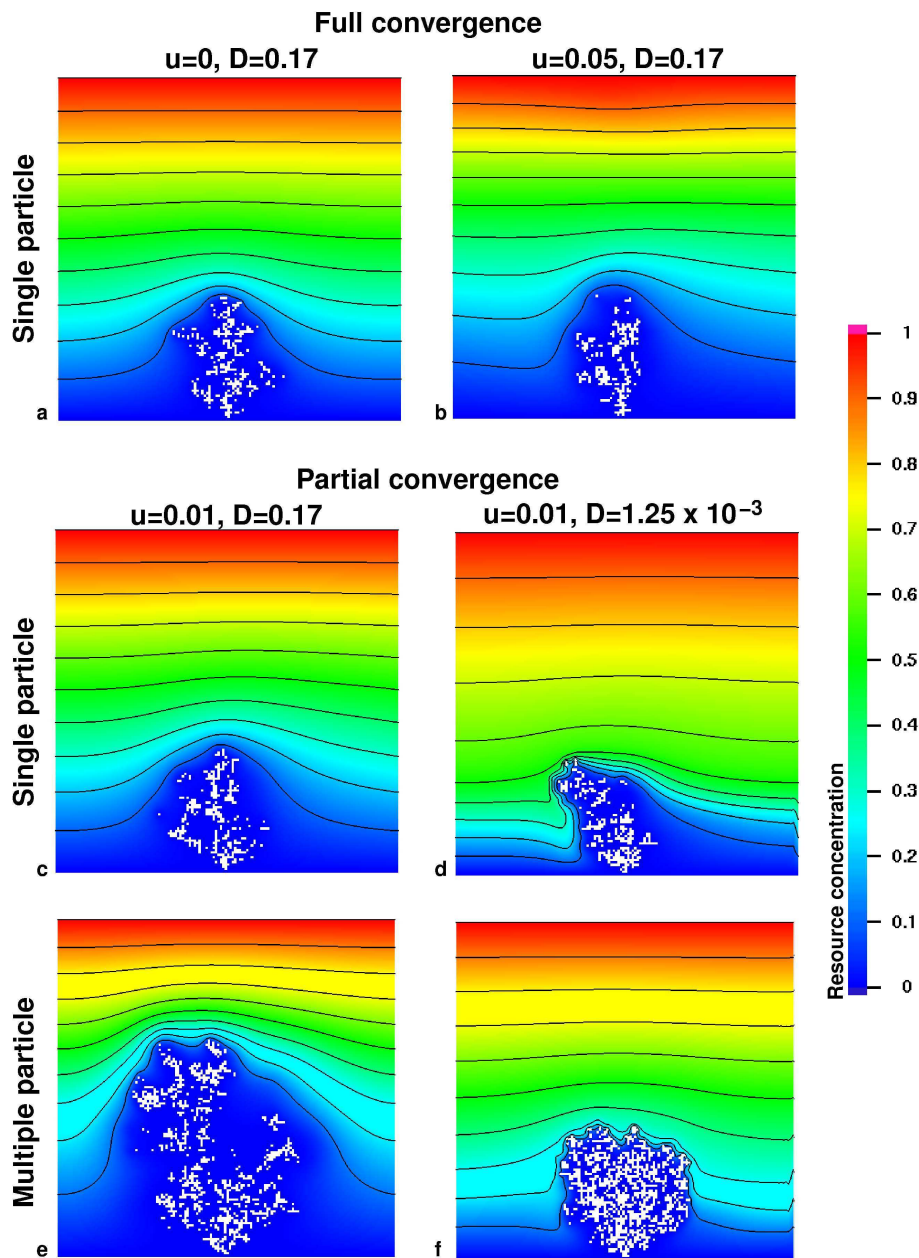 Full convergence
u=0, D=0.17
u=0.05, D=0.17
Single particle
a
b
Partial convergence
u=0.01, D=0.17
u=0.01, D=1.25 x 10⁻³
Single particle
c
d
Multiple particle
e
f
Resource concentration
1
0.9
0.8
0.7
0.6
0.5
0.4
0.3
0.2
0.1
0